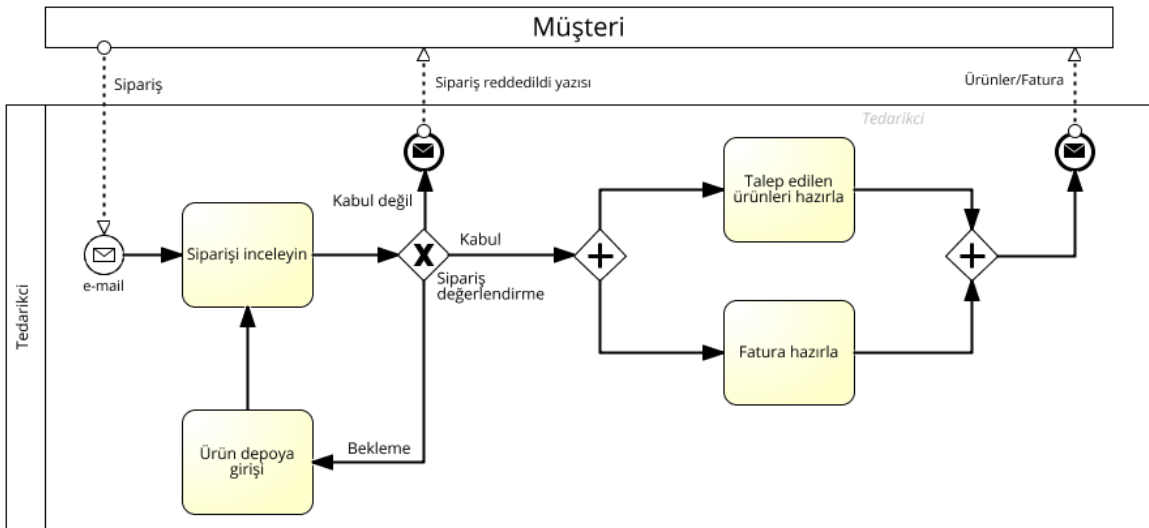 Müşteri
Sipariş
Sipariş reddedildi yazısı
Ürünler/Fatura
Tedarikci
Tedarikci
Kabul değil
Talep edilen
ürünleri hazırla
Siparişi inceleyin
Kabul
Sipariş
değerlendirme
e-mail
Fatura hazırla
Bekleme
Ürün depoya
girişi